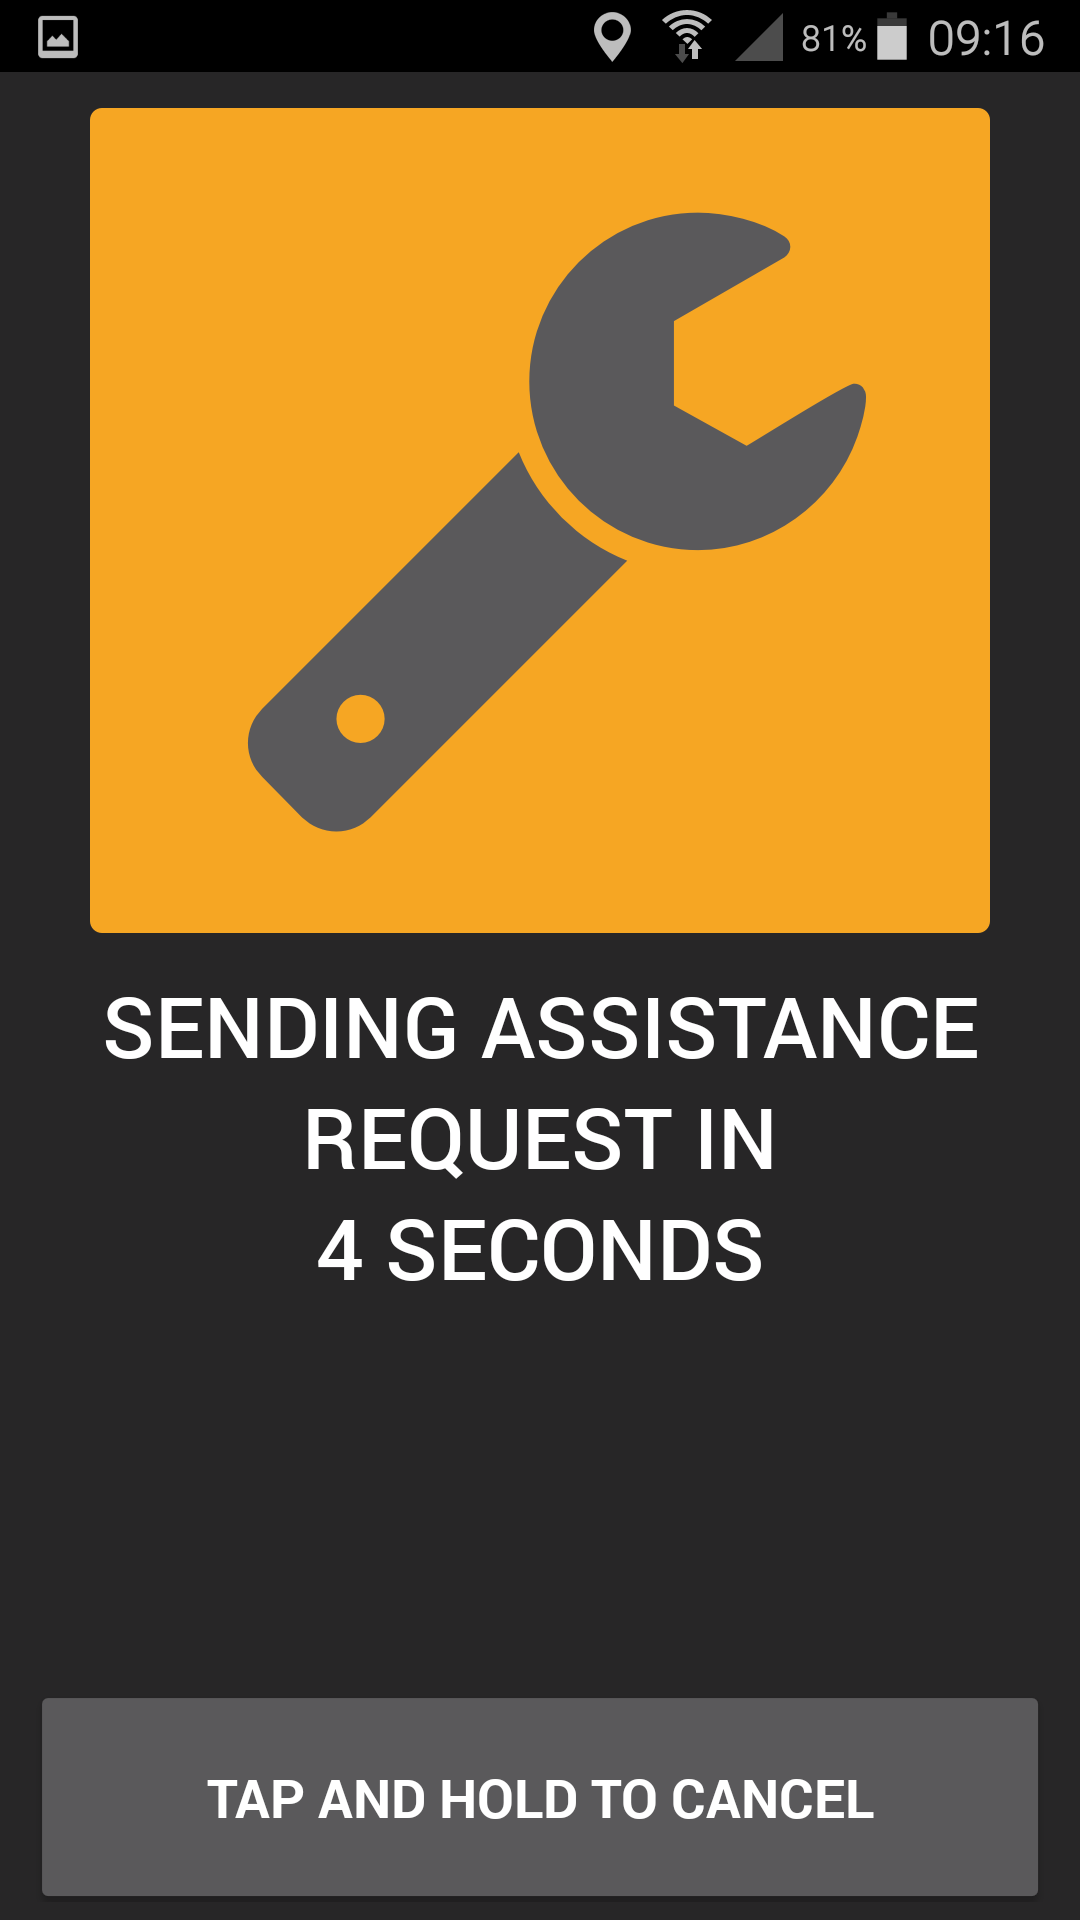 81% 09:16
SENDING ASSISTANCE
REQUEST IN
4 SECONDS
TAP AND HOLD TO CANCEL